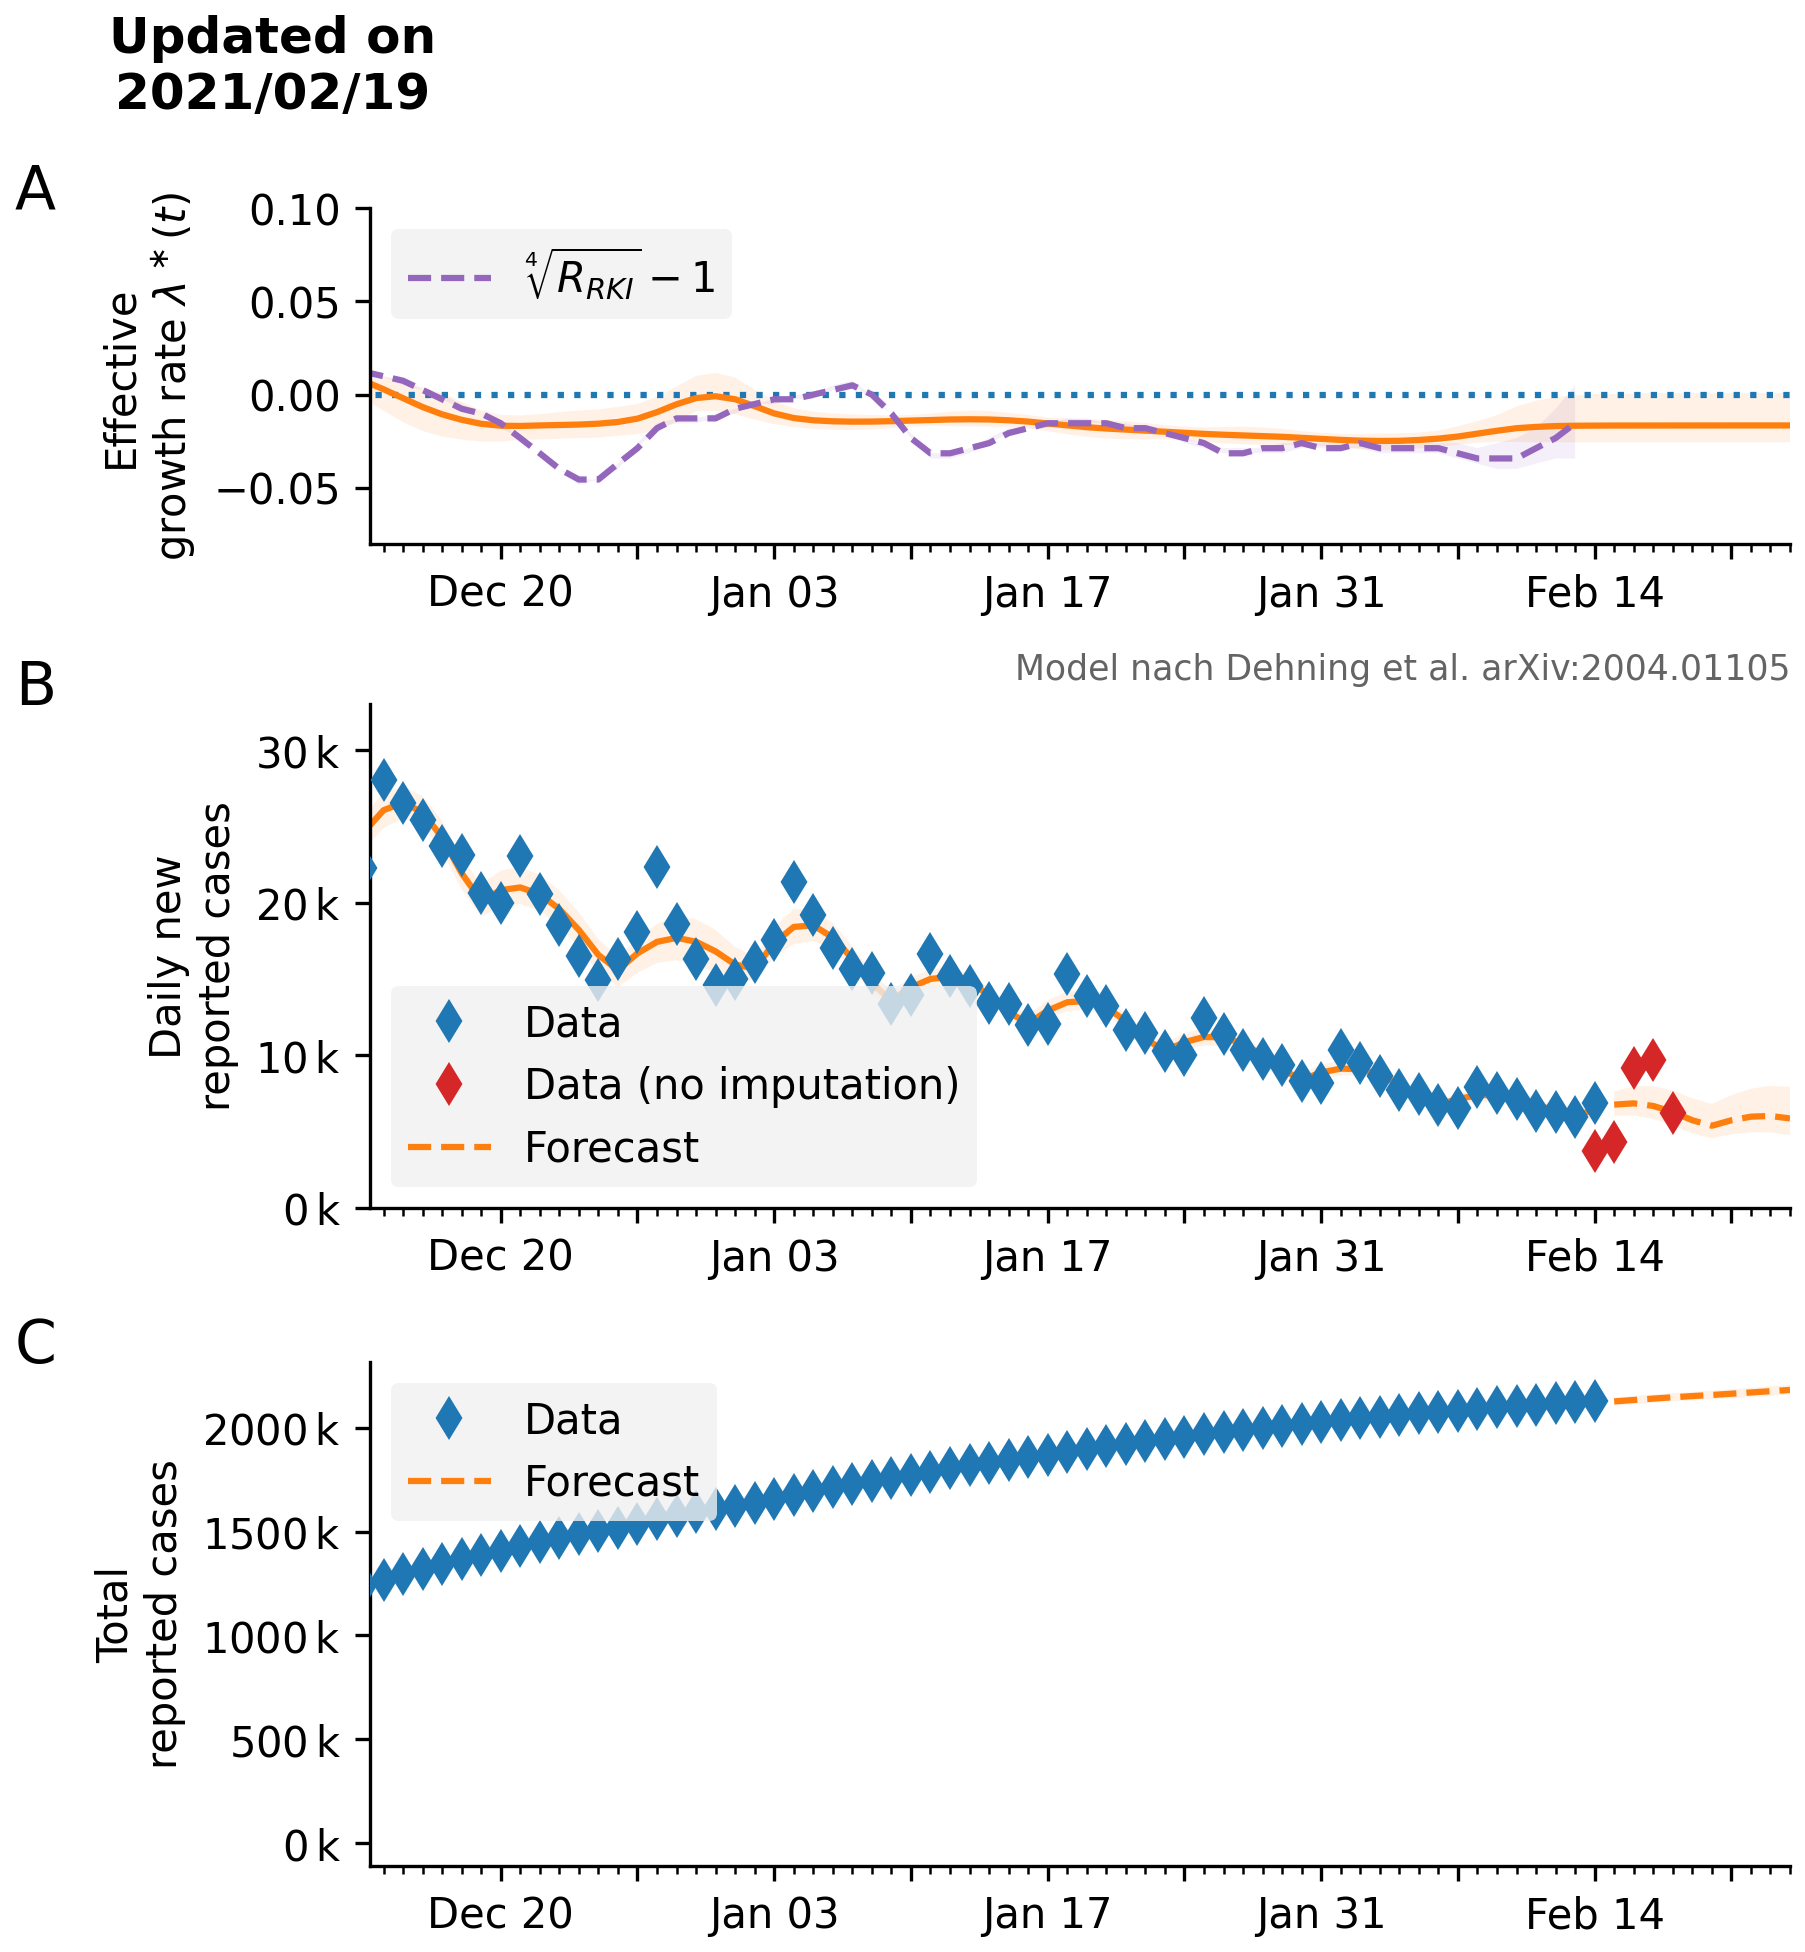 Updated on
2021/02/19
A
Effective
growth rate λ * (t)
0.10
0.05
0.00
−0.05
∜R_RKI − 1
Dec 20
Jan 03
Jan 17
Jan 31
Feb 14
Model nach Dehning et al. arXiv:2004.01105
B
Daily new
reported cases
30 k
20 k
10 k
0 k
Data
Data (no imputation)
Forecast
Dec 20
Jan 03
Jan 17
Jan 31
Feb 14
C
Total
reported cases
2000 k
1500 k
1000 k
500 k
0 k
Data
Forecast
Dec 20
Jan 03
Jan 17
Jan 31
Feb 14